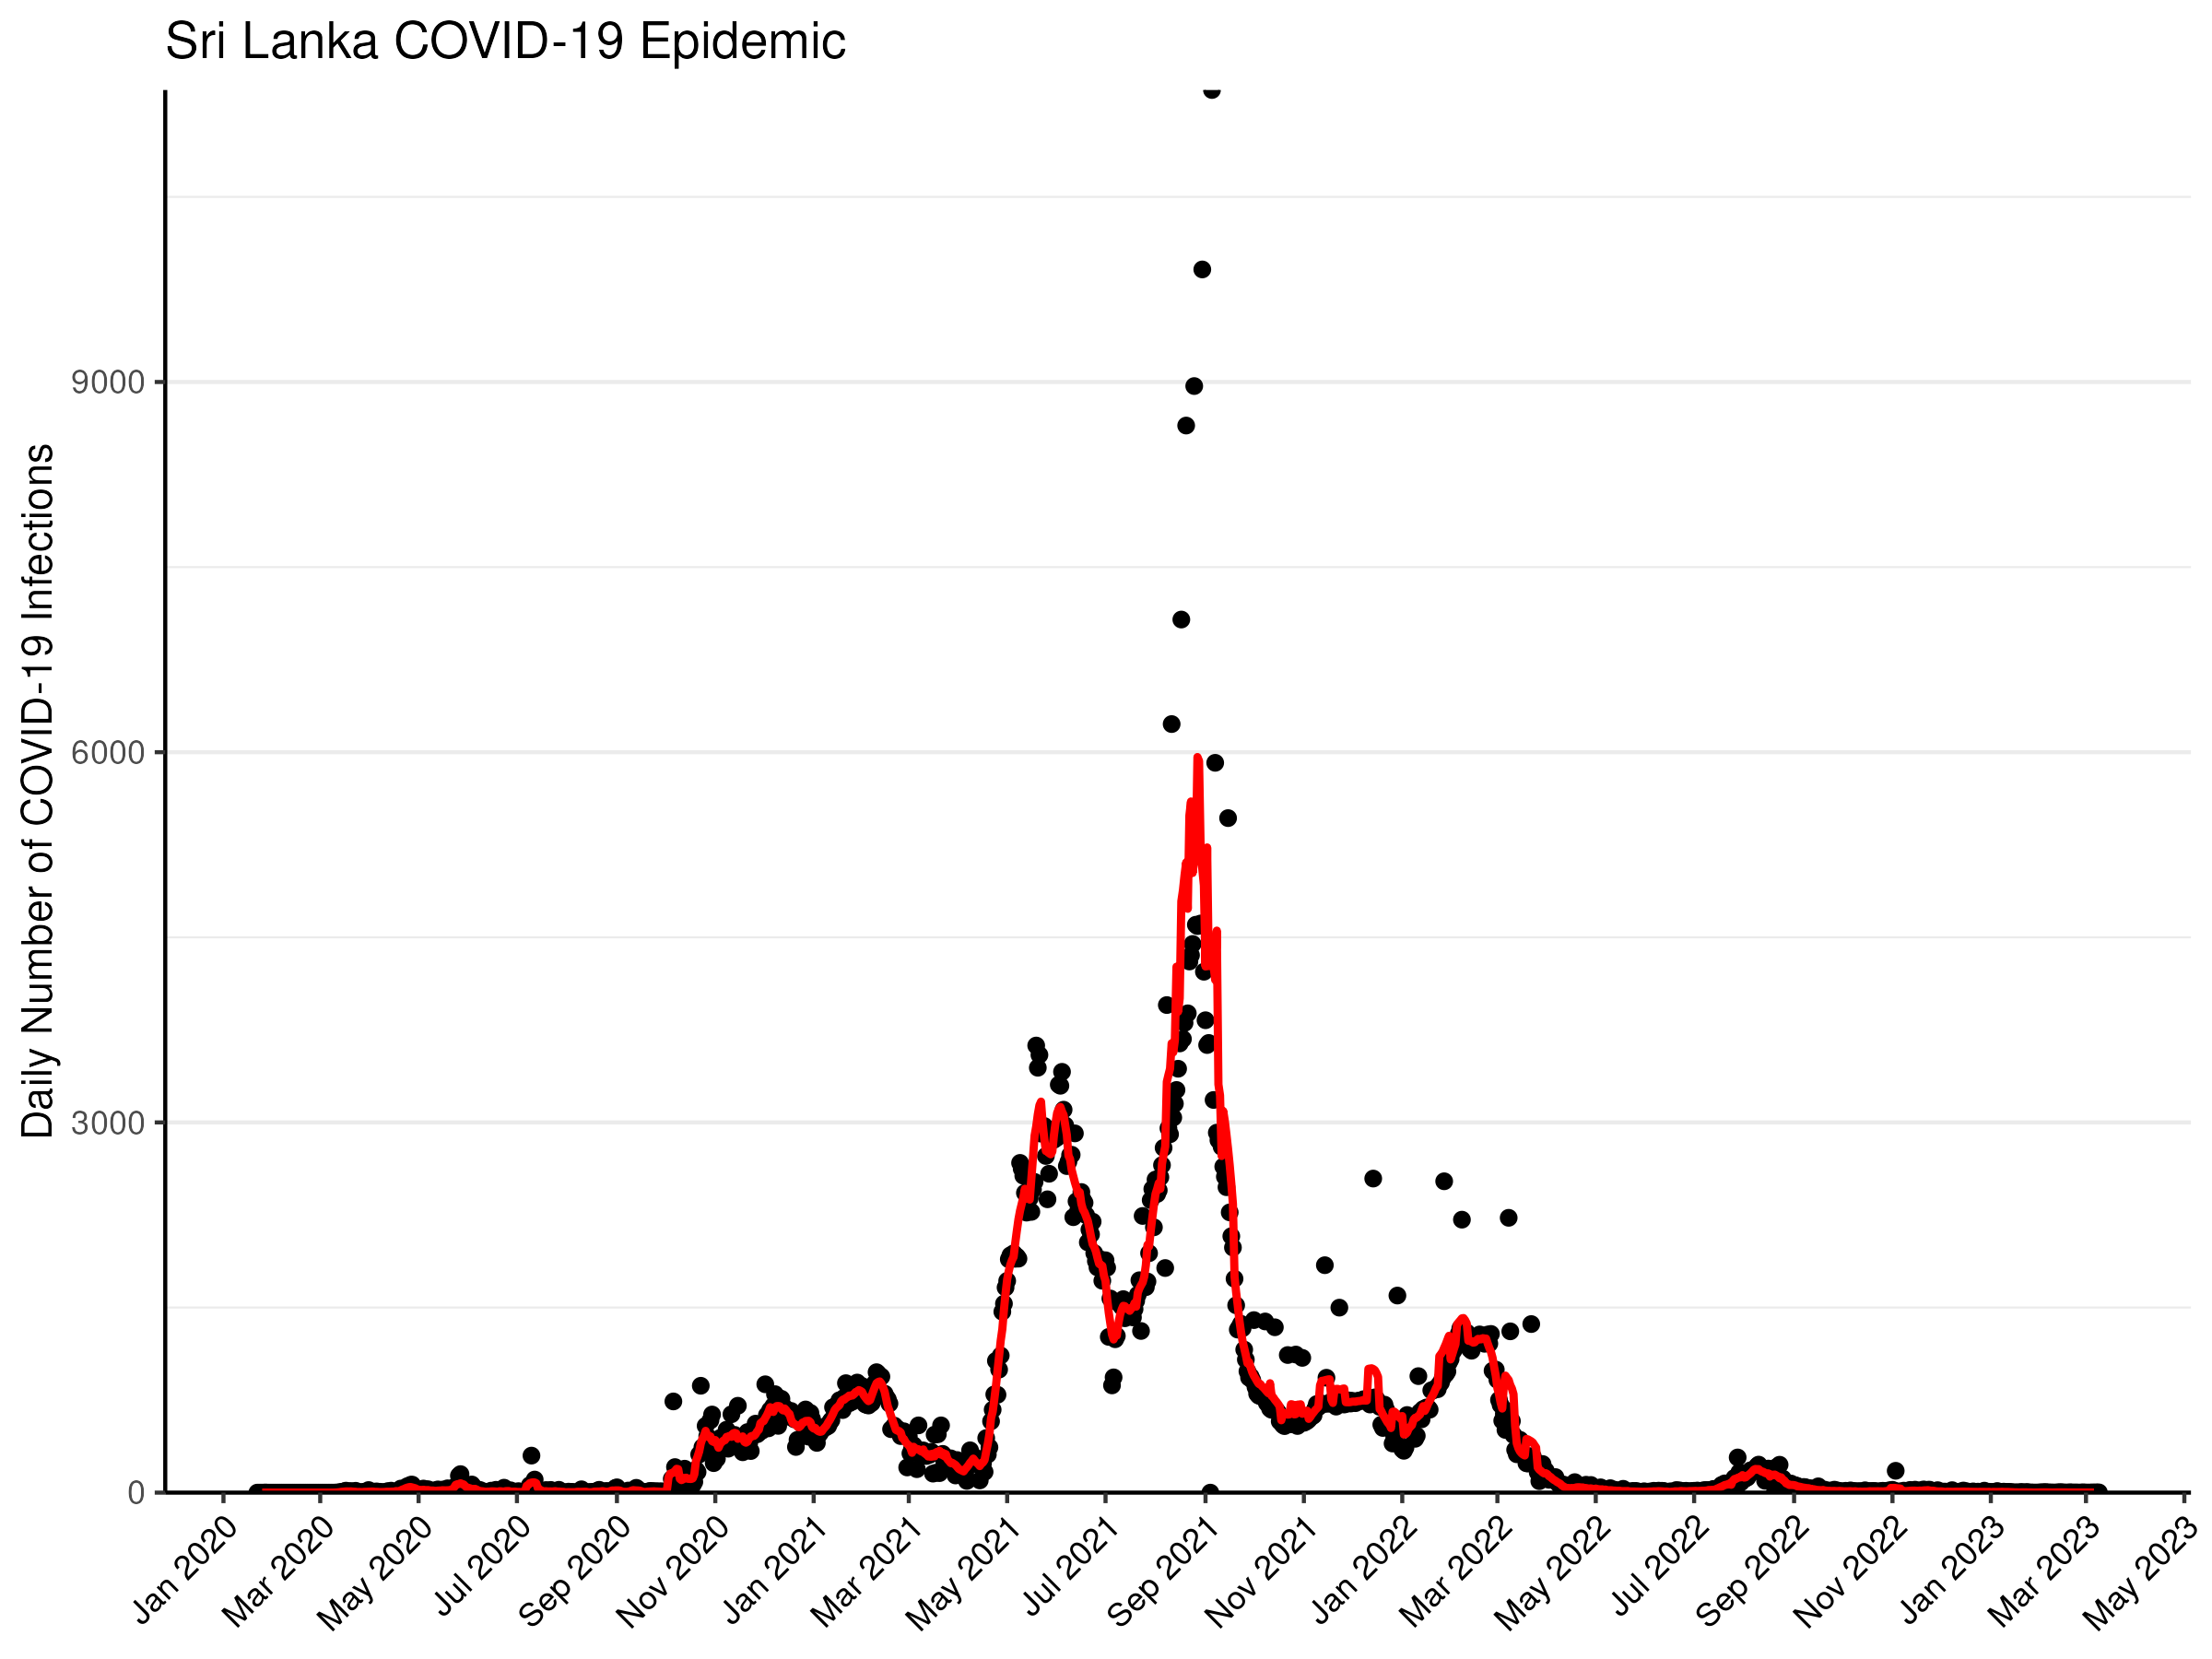 Sri Lanka COVID-19 Epidemic
Daily Number of COVID-19 Infections
9000
6000
3000
0
Jan 2020
Mar 2020
May 2020
Jul 2020
Sep 2020
Nov 2020
Jan 2021
Mar 2021
May 2021
Jul 2021
Sep 2021
Nov 2021
Jan 2022
Mar 2022
May 2022
Jul 2022
Sep 2022
Nov 2022
Jan 2023
Mar 2023
May 2023